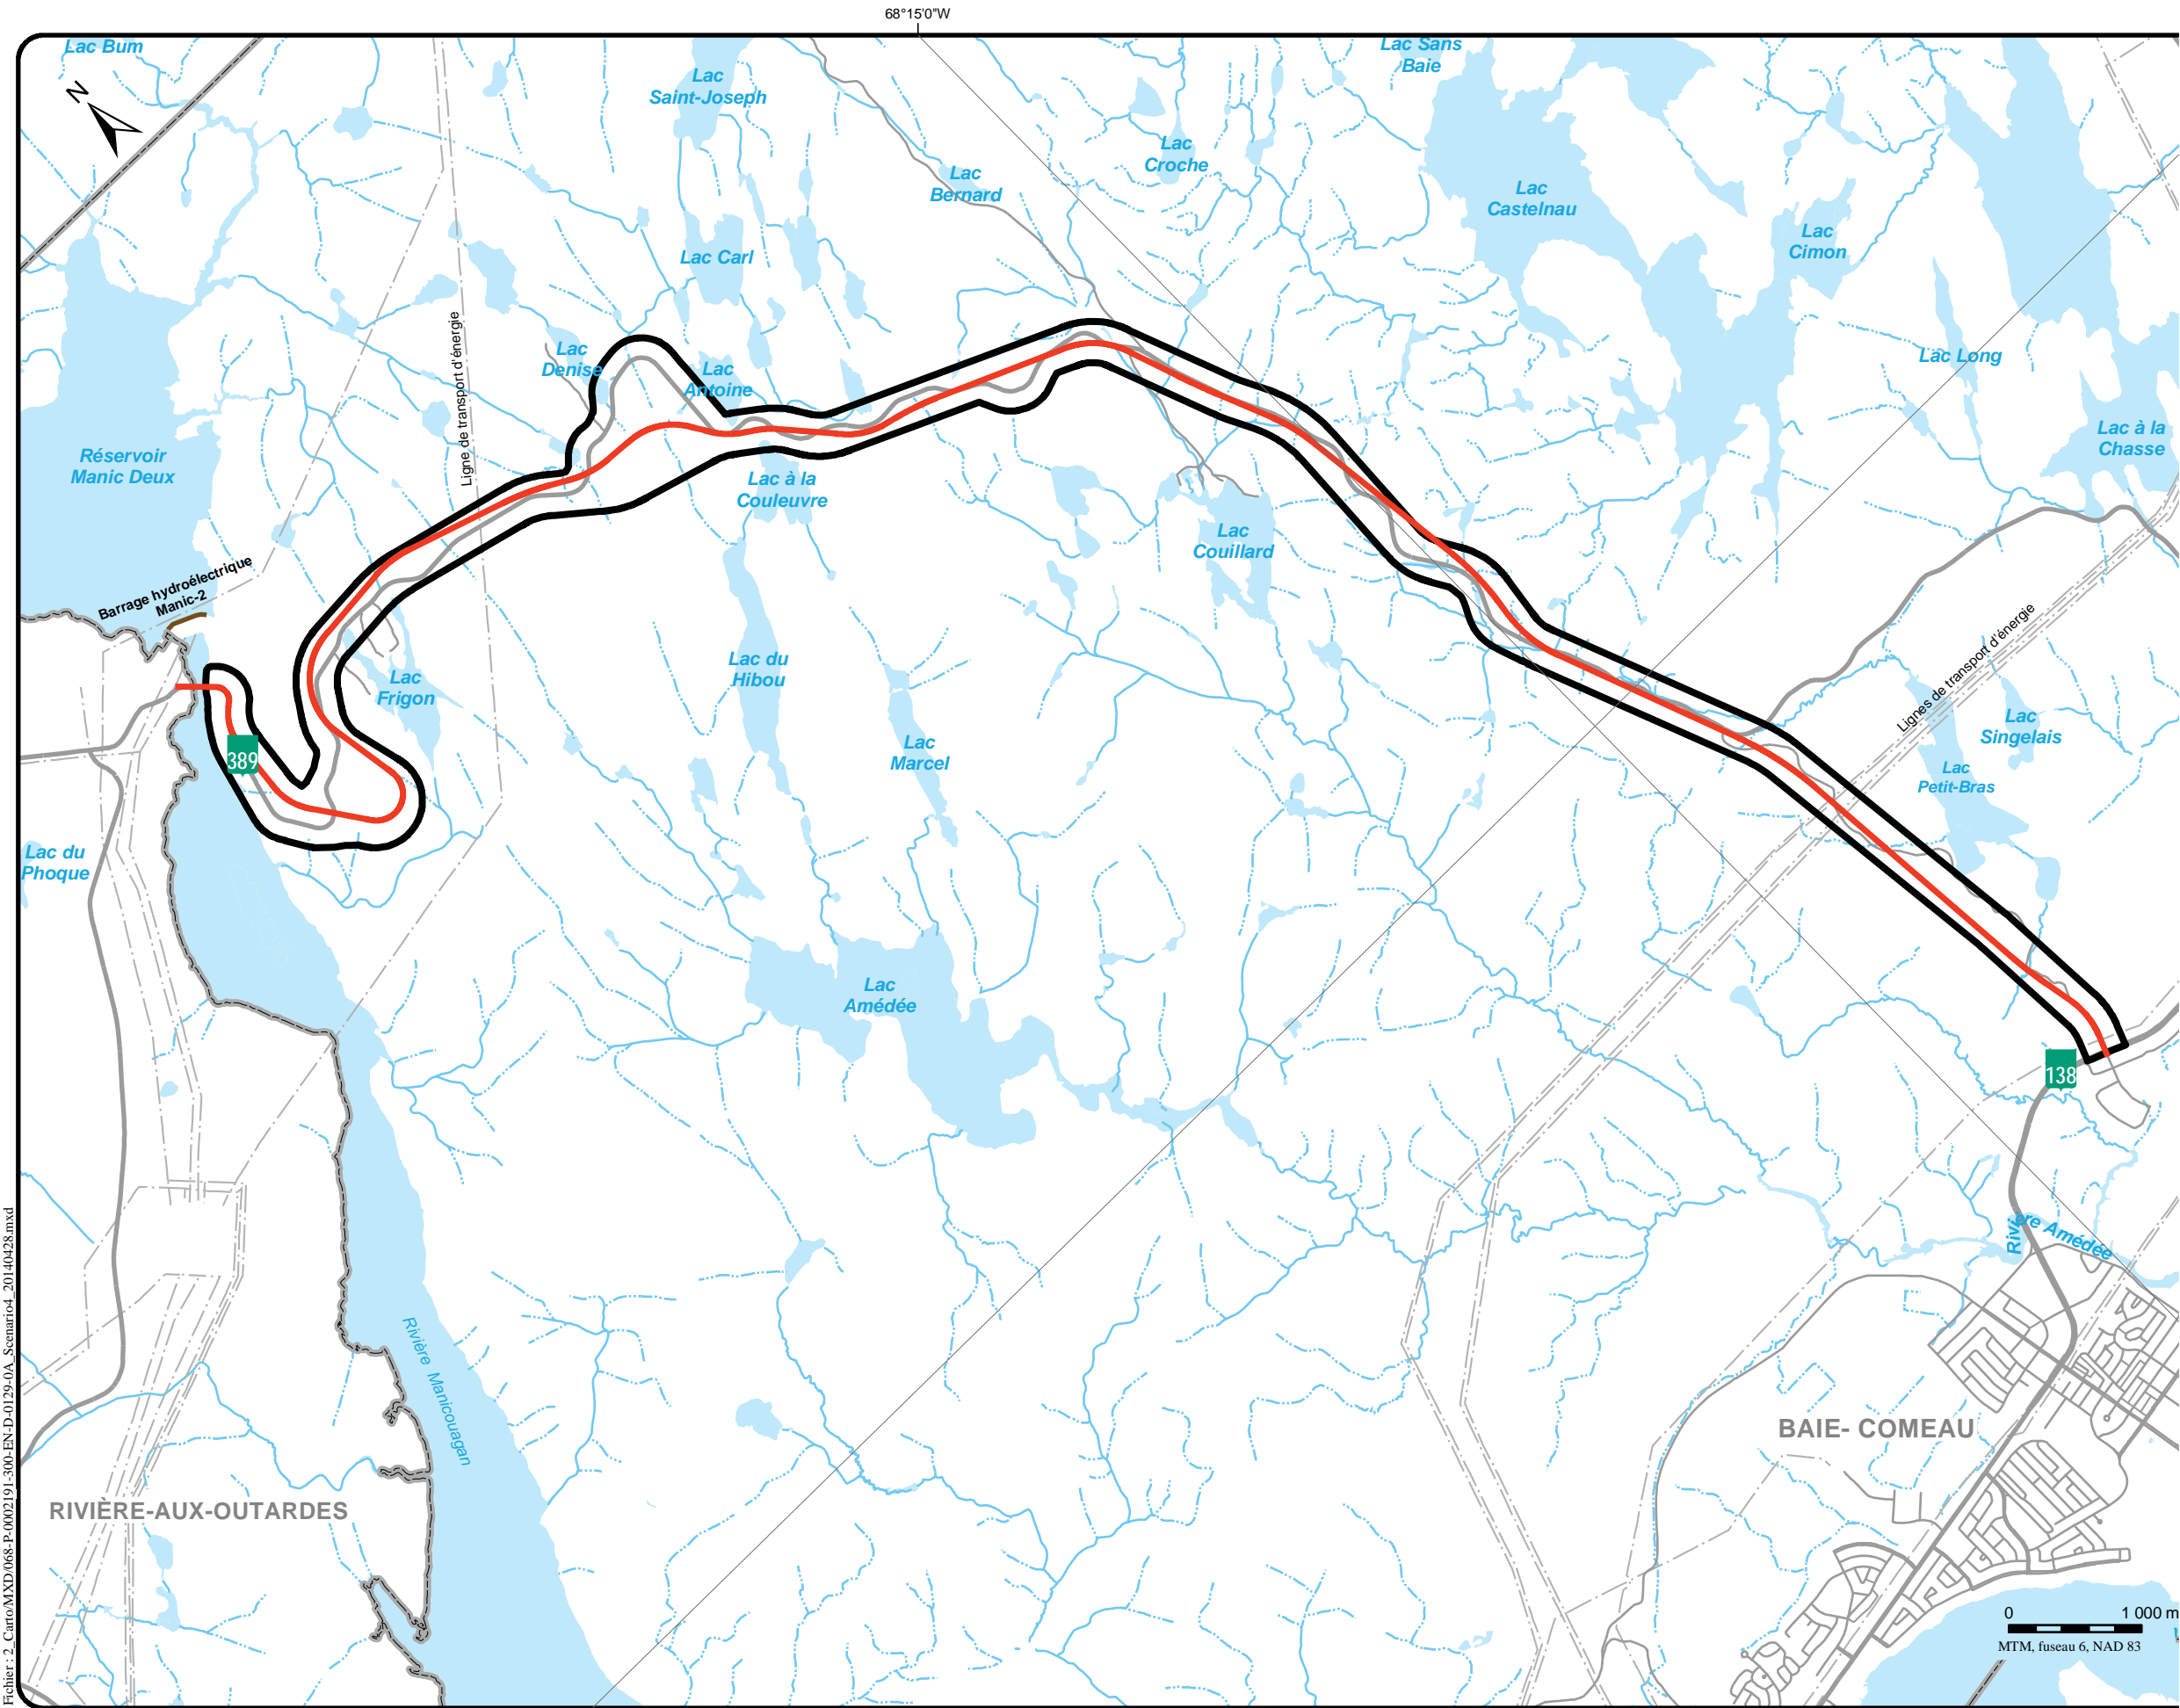 68°15'0"W
Lac Bum
N
Lac
Saint-Joseph
Lac Sans
Baie
Lac
Croche
Lac
Bernard
Lac
Castelnau
Lac
Cimon
Lac Carl
Lac
Denise
Lac
Antoine
Lac Long
Ligne de transport d'énergie
Réservoir
Manic Deux
Lac à la
Chasse
Lac à la
Couleuvre
Lac
Couillard
Barrage hydroélectrique
Manic-2
Lac
Frigon
Lac du
Hibou
Lignes de transport d'énergie
Lac
Singelais
Lac
Marcel
389
Lac
Petit-Bras
Lac du
Phoque
Lac
Amédée
138
Rivière Amédée
Rivière Manicouagan
BAIE- COMEAU
RIVIÈRE-AUX-OUTARDES
0 1 000 m
MTM, fuseau 6, NAD 83
Fichier : 2_Carto/MXD/068-P-0002191-300-EN-D-0129-0A_Scenario4_20140428.mxd